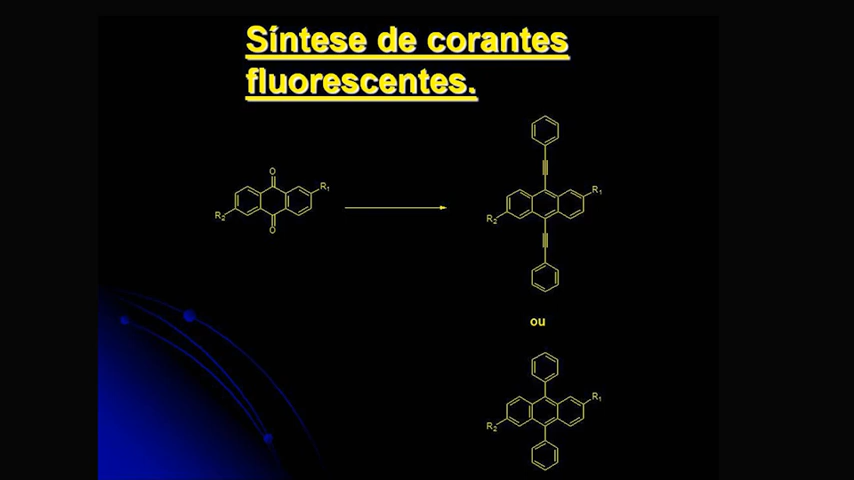 Síntese de corantes
fluorescentes.
O
R1
R2
O
R1
R2
ou
R1
R2